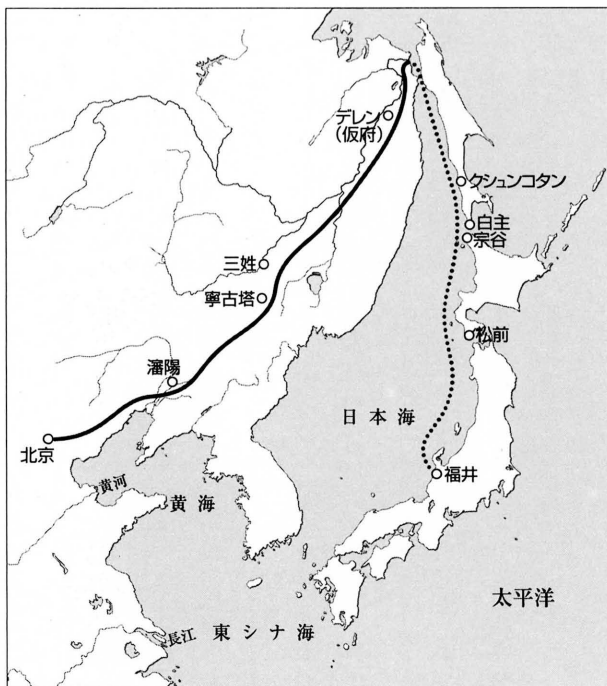 デレン
(仮府)
クシュンコタン
白主
宗谷
三姓
寧古塔
松前
瀋陽
日本海
北京
福井
黄河
黄海
太平洋
長江
東シナ海